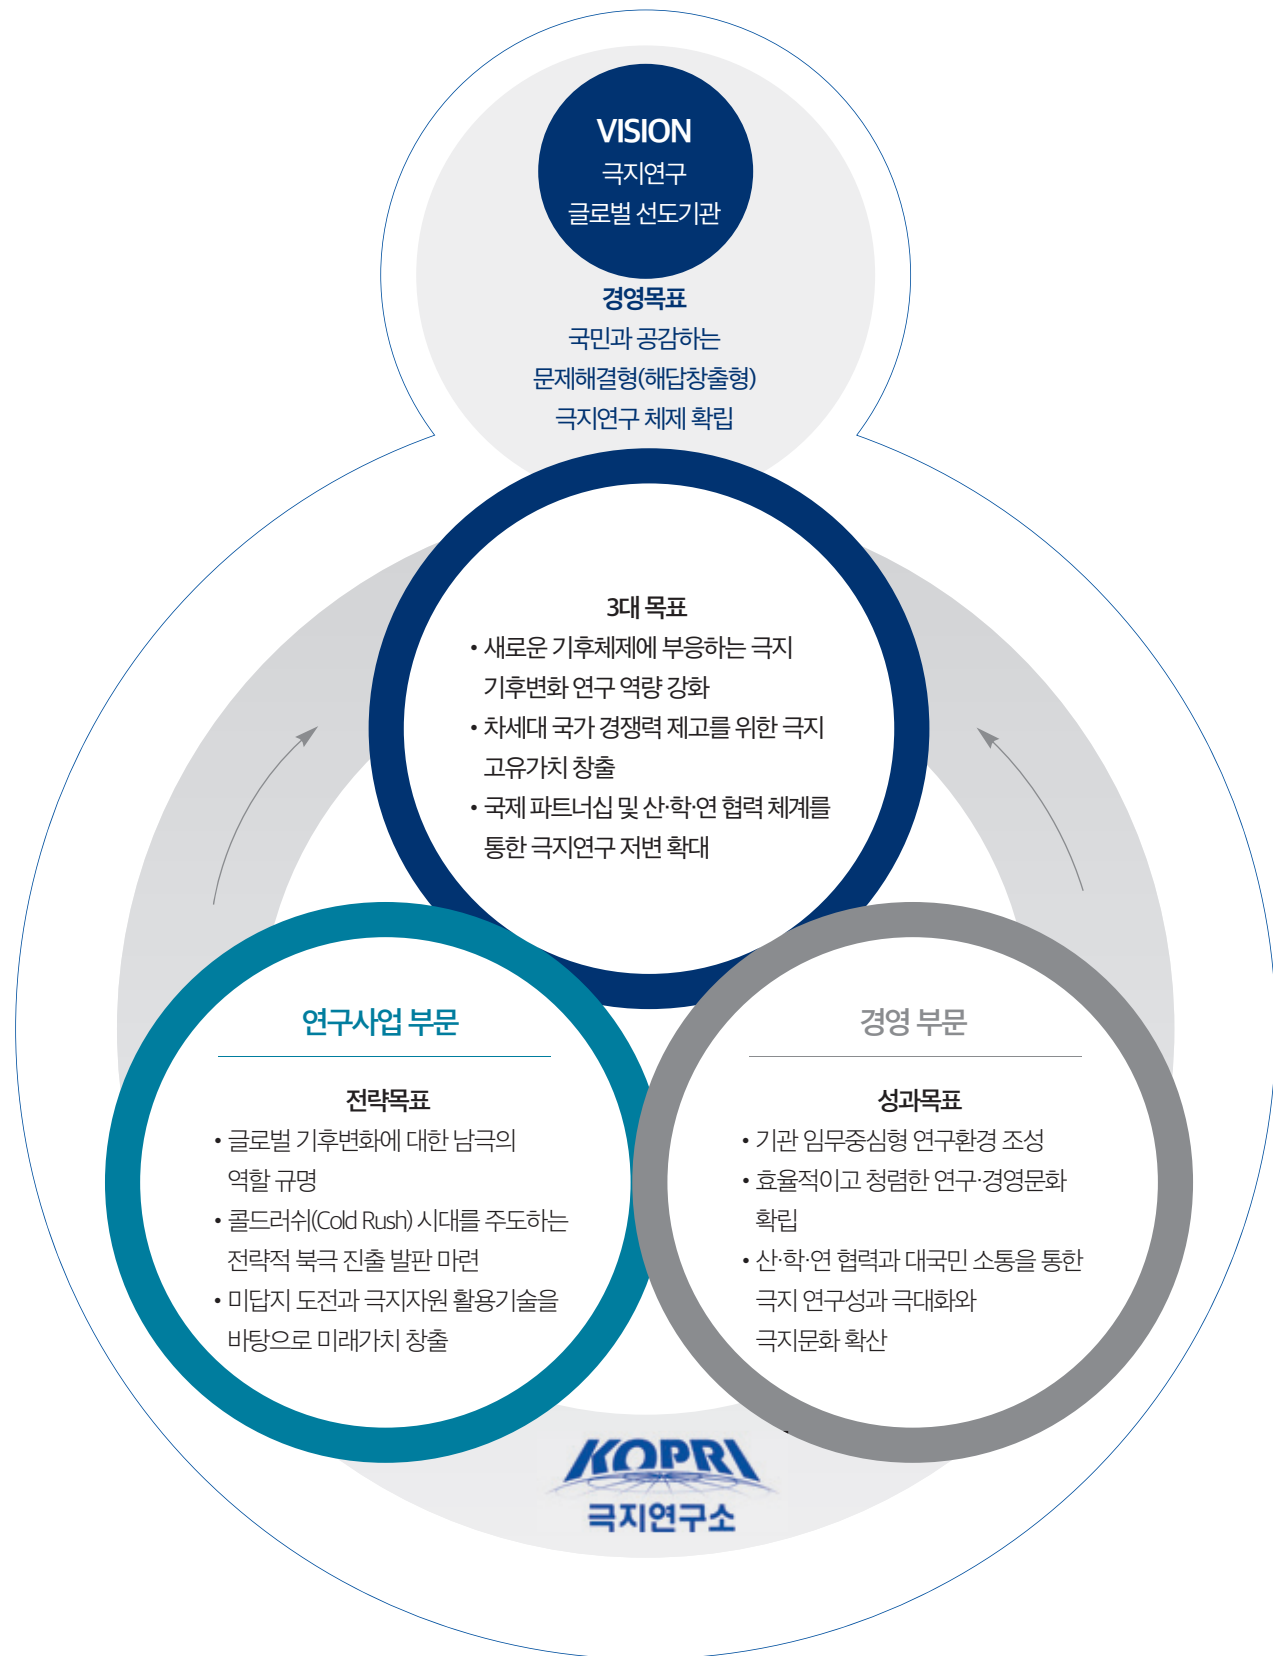 VISION
극지연구
글로벌 선도기관
경영목표
국민과 공감하는
문제해결형(해답창출형)
극지연구 체제 확립
3대 목표
• 새로운 기후체제에 부응하는 극지
기후변화 연구 역량 강화
• 차세대 국가 경쟁력 제고를 위한 극지
고유가치 창출
• 국제 파트너십 및 산·학·연 협력 체계를
통한 극지연구 저변 확대
연구사업 부문
전략목표
• 글로벌 기후변화에 대한 남극의
역할 규명
• 콜드러쉬(Cold Rush) 시대를 주도하는
전략적 북극 진출 발판 마련
• 미답지 도전과 극지자원 활용기술을
바탕으로 미래가치 창출
경영 부문
성과목표
• 기관 임무중심형 연구환경 조성
• 효율적이고 청렴한 연구·경영문화
확립
• 산·학·연 협력과 대국민 소통을 통한
극지 연구성과 극대화와
극지문화 확산
KOPRI
극지연구소